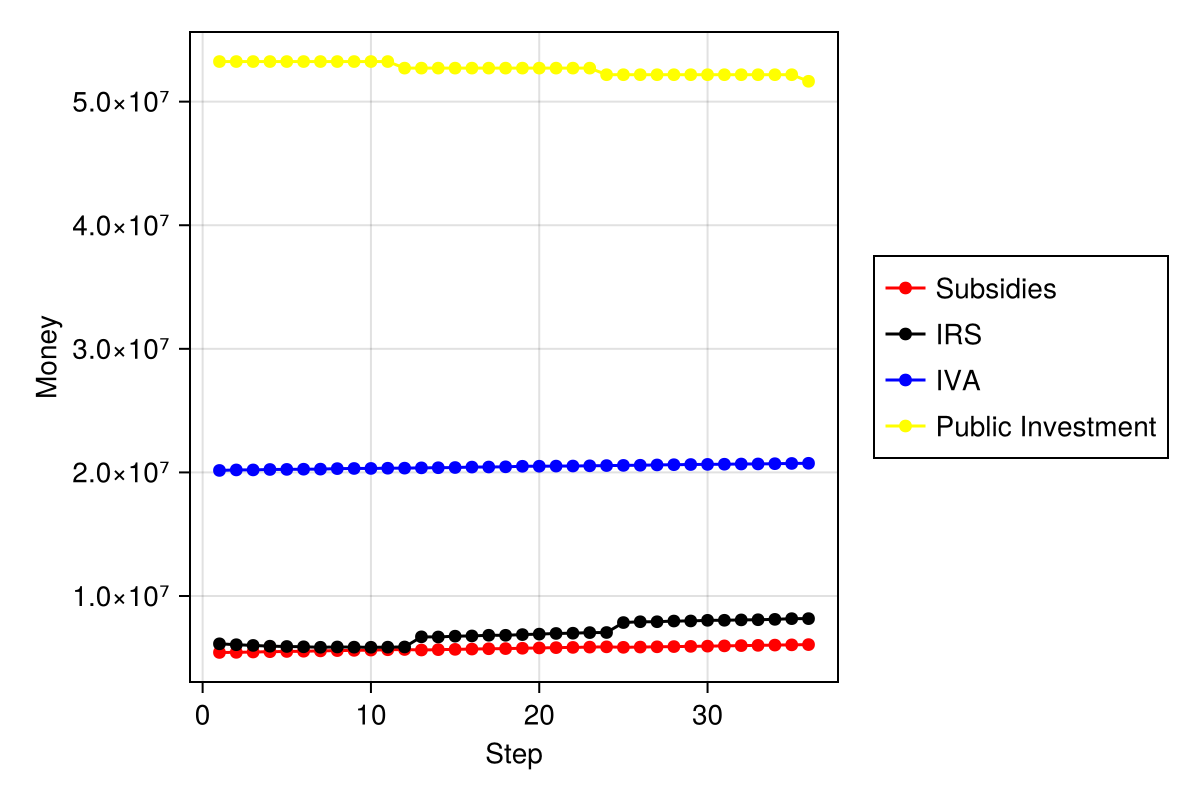 5.0×10⁷
4.0×10⁷
3.0×10⁷
2.0×10⁷
1.0×10⁷
Money
0 10 20 30
Step
Subsidies
IRS
IVA
Public Investment